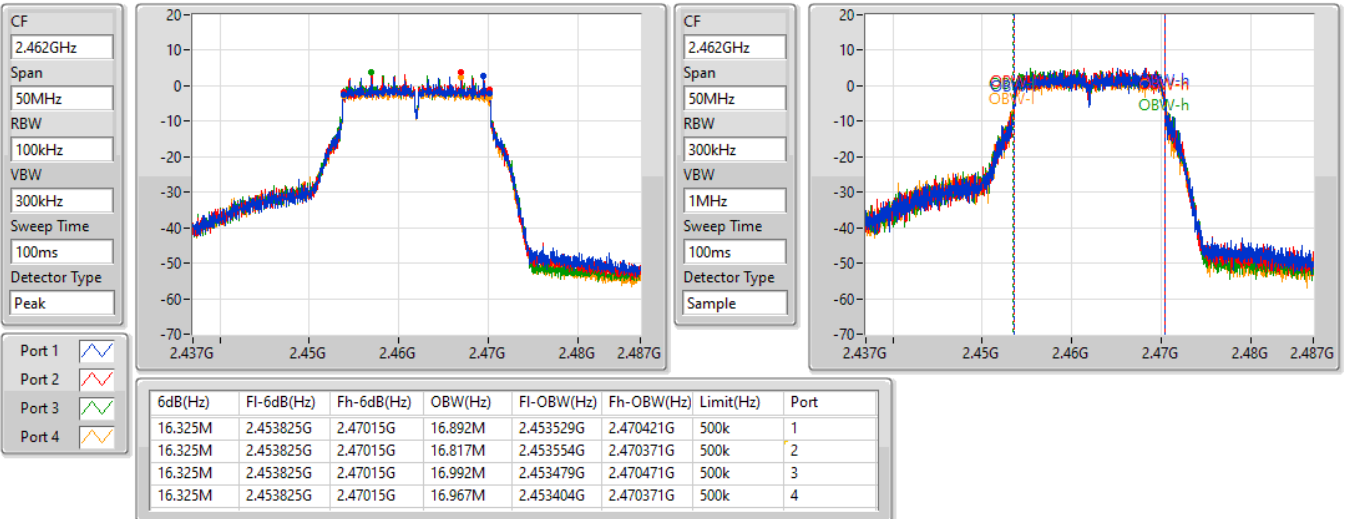 CF
2.462GHz
Span
50MHz
RBW
100kHz
VBW
300kHz
Sweep Time
100ms
Detector Type
Peak
20-
10-
0-
-10-
-20-
-30-
-40-
-50-
-60-
-70-
2.437G 2.45G 2.46G 2.47G 2.48G 2.487G
CF
2.462GHz
Span
50MHz
RBW
300kHz
VBW
1MHz
Sweep Time
100ms
Detector Type
Sample
20-
10-
0-
-10-
-20-
-30-
-40-
-50-
-60-
-70-
OBW-l
OBW-h
OBW-h
2.437G 2.45G 2.46G 2.47G 2.48G 2.487G
Port 1
Port 2
Port 3
Port 4
6dB(Hz) Fl-6dB(Hz) Fh-6dB(Hz) OBW(Hz) Fl-OBW(Hz) Fh-OBW(Hz) Limit(Hz) Port
16.325M 2.453825G 2.47015G 16.892M 2.453529G 2.470421G 500k 1
16.325M 2.453825G 2.47015G 16.817M 2.453554G 2.470371G 500k 2
16.325M 2.453825G 2.47015G 16.992M 2.453479G 2.470471G 500k 3
16.325M 2.453825G 2.47015G 16.967M 2.453404G 2.470371G 500k 4